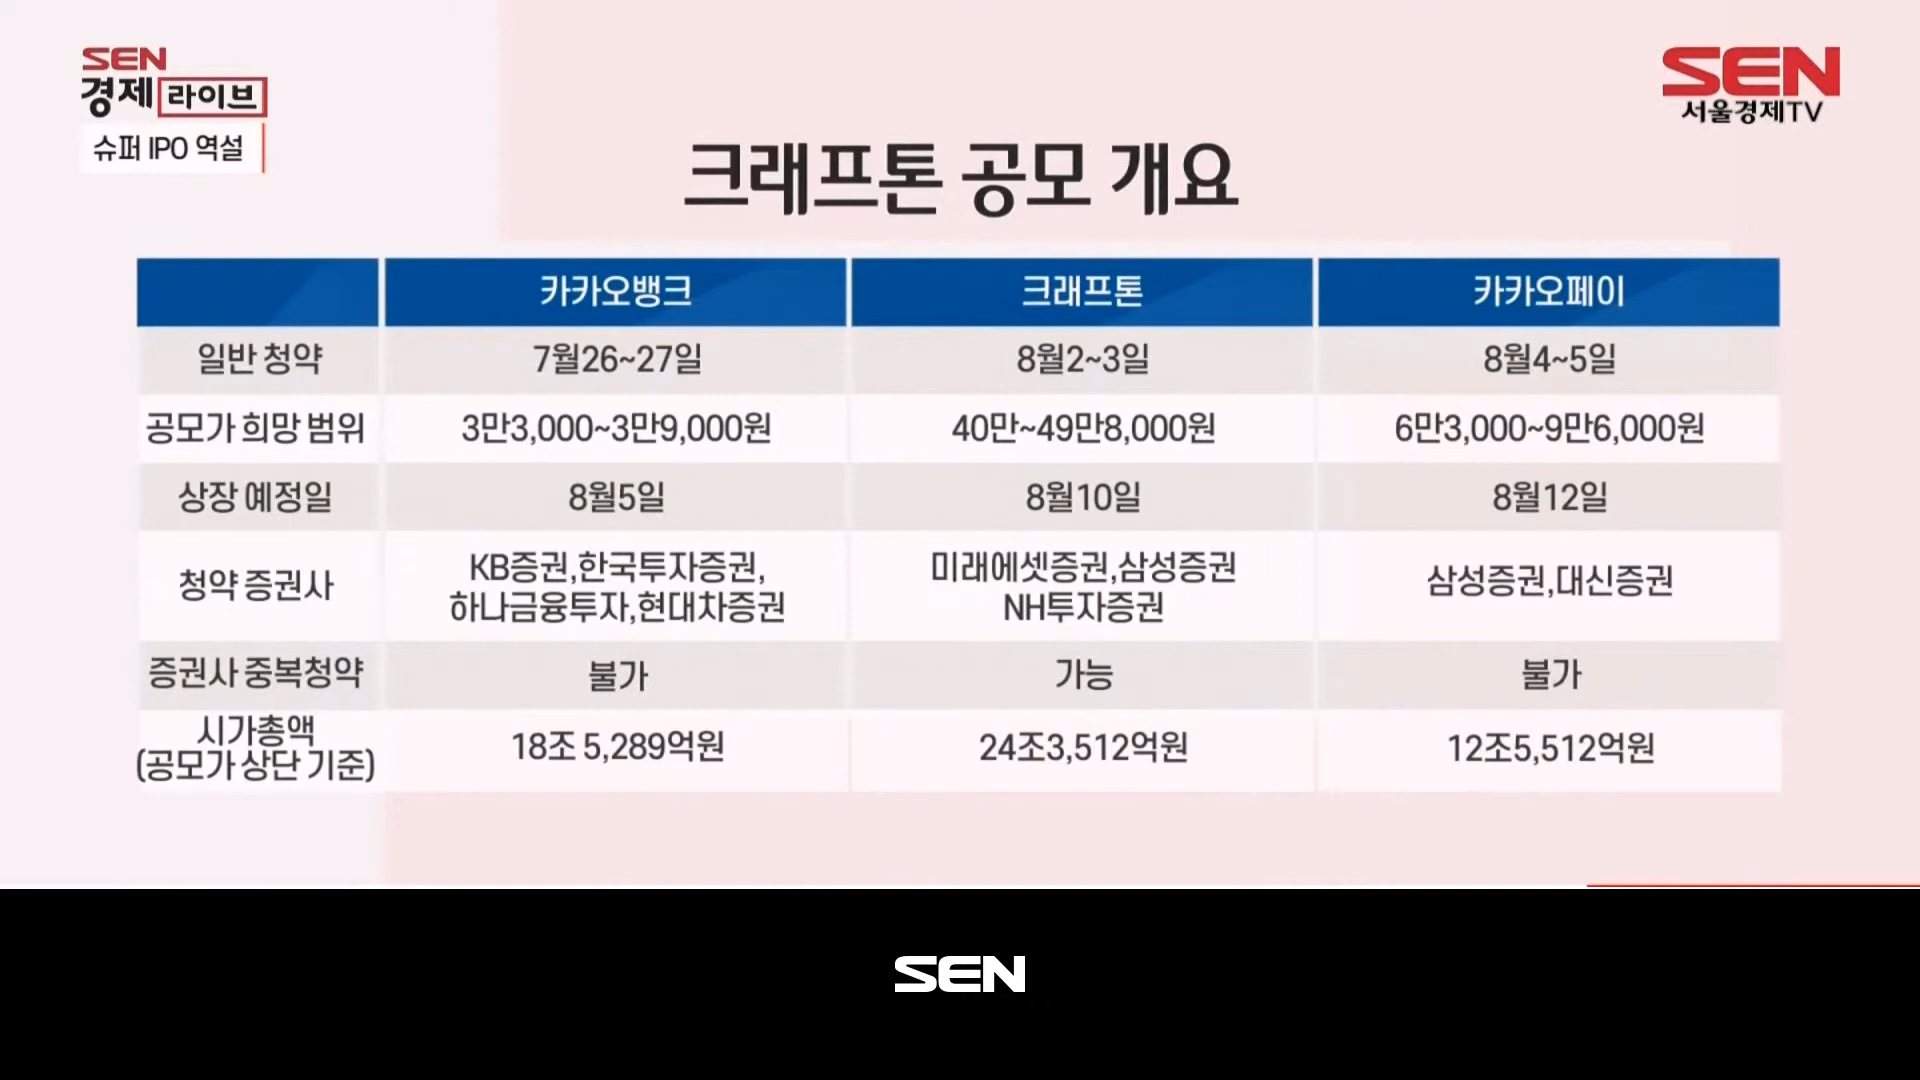 SEN
경제 라이브
슈퍼 IPO 역설
SEN
서울경제TV
크래프톤 공모 개요
카카오뱅크 크래프톤 카카오페이
일반 청약 7월26~27일 8월2~3일 8월4~5일
공모가 희망 범위 3만3,000~3만9,000원 40만~49만8,000원 6만3,000~9만6,000원
상장 예정일 8월5일 8월10일 8월12일
청약 증권사 KB증권,한국투자증권, 미래에셋증권,삼성증권 삼성증권,대신증권
하나금융투자,현대차증권 NH투자증권
증권사 중복청약 불가 가능 불가
시가총액 18조 5,289억원 24조3,512억원 12조5,512억원
(공모가 상단 기준)
SEN